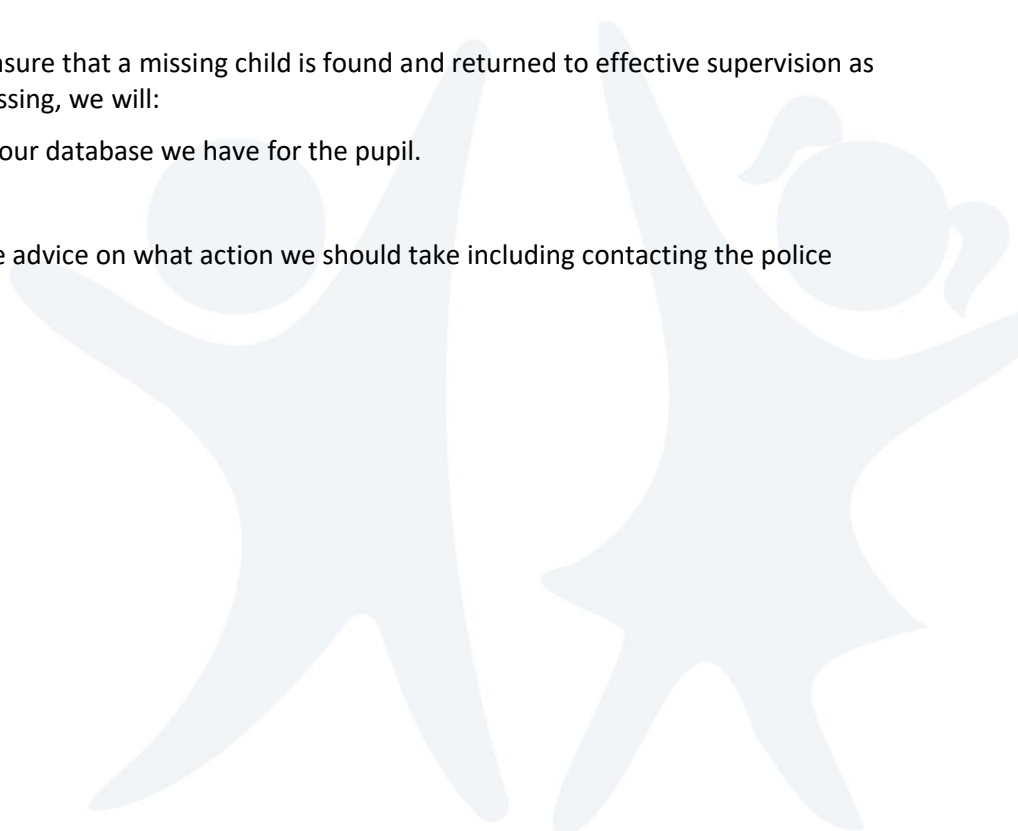 nsure that a missing child is found and returned to effective supervision as
ssing, we will:
our database we have for the pupil.
e advice on what action we should take including contacting the police